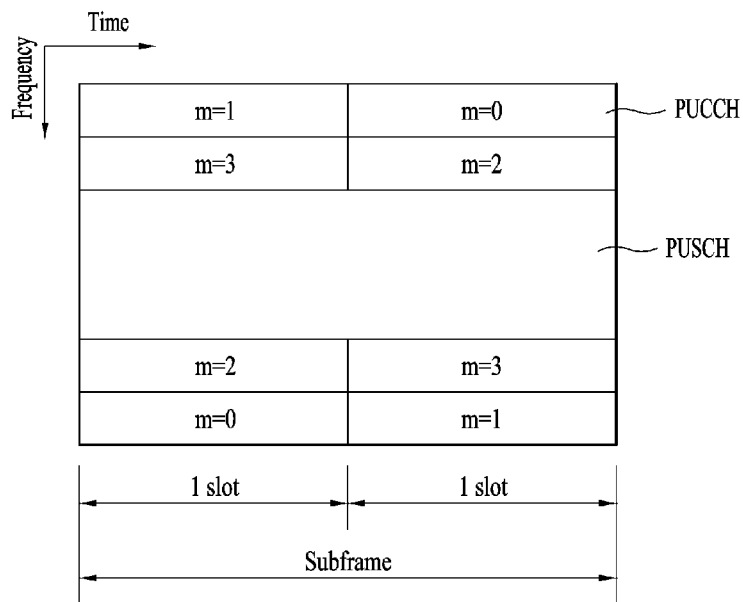 Time
Frequency
m=1 m=0
PUCCH
m=3 m=2
PUSCH
m=2 m=3
m=0 m=1
1 slot 1 slot
Subframe